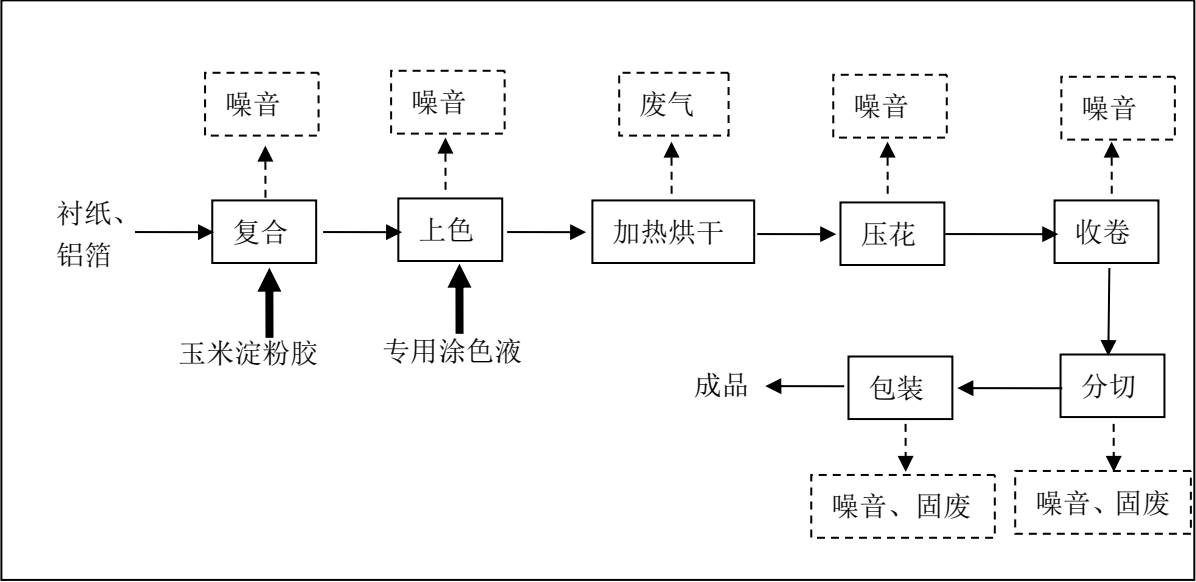 噪音
噪音
废气
噪音
噪音
衬纸、
铝箔
复合
上色
加热烘干
压花
收卷
玉米淀粉胶
专用涂色液
成品
包装
分切
噪音、固废
噪音、固废